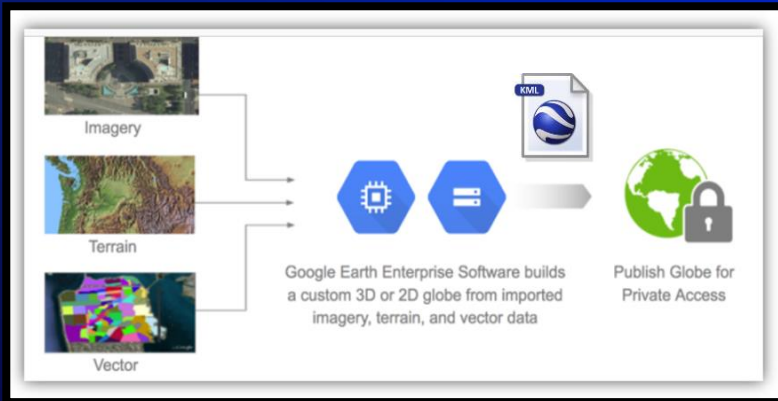 Imagery
Terrain
Vector
KML
Google Earth Enterprise Software builds
a custom 3D or 2D globe from imported
imagery, terrain, and vector data
Publish Globe for
Private Access